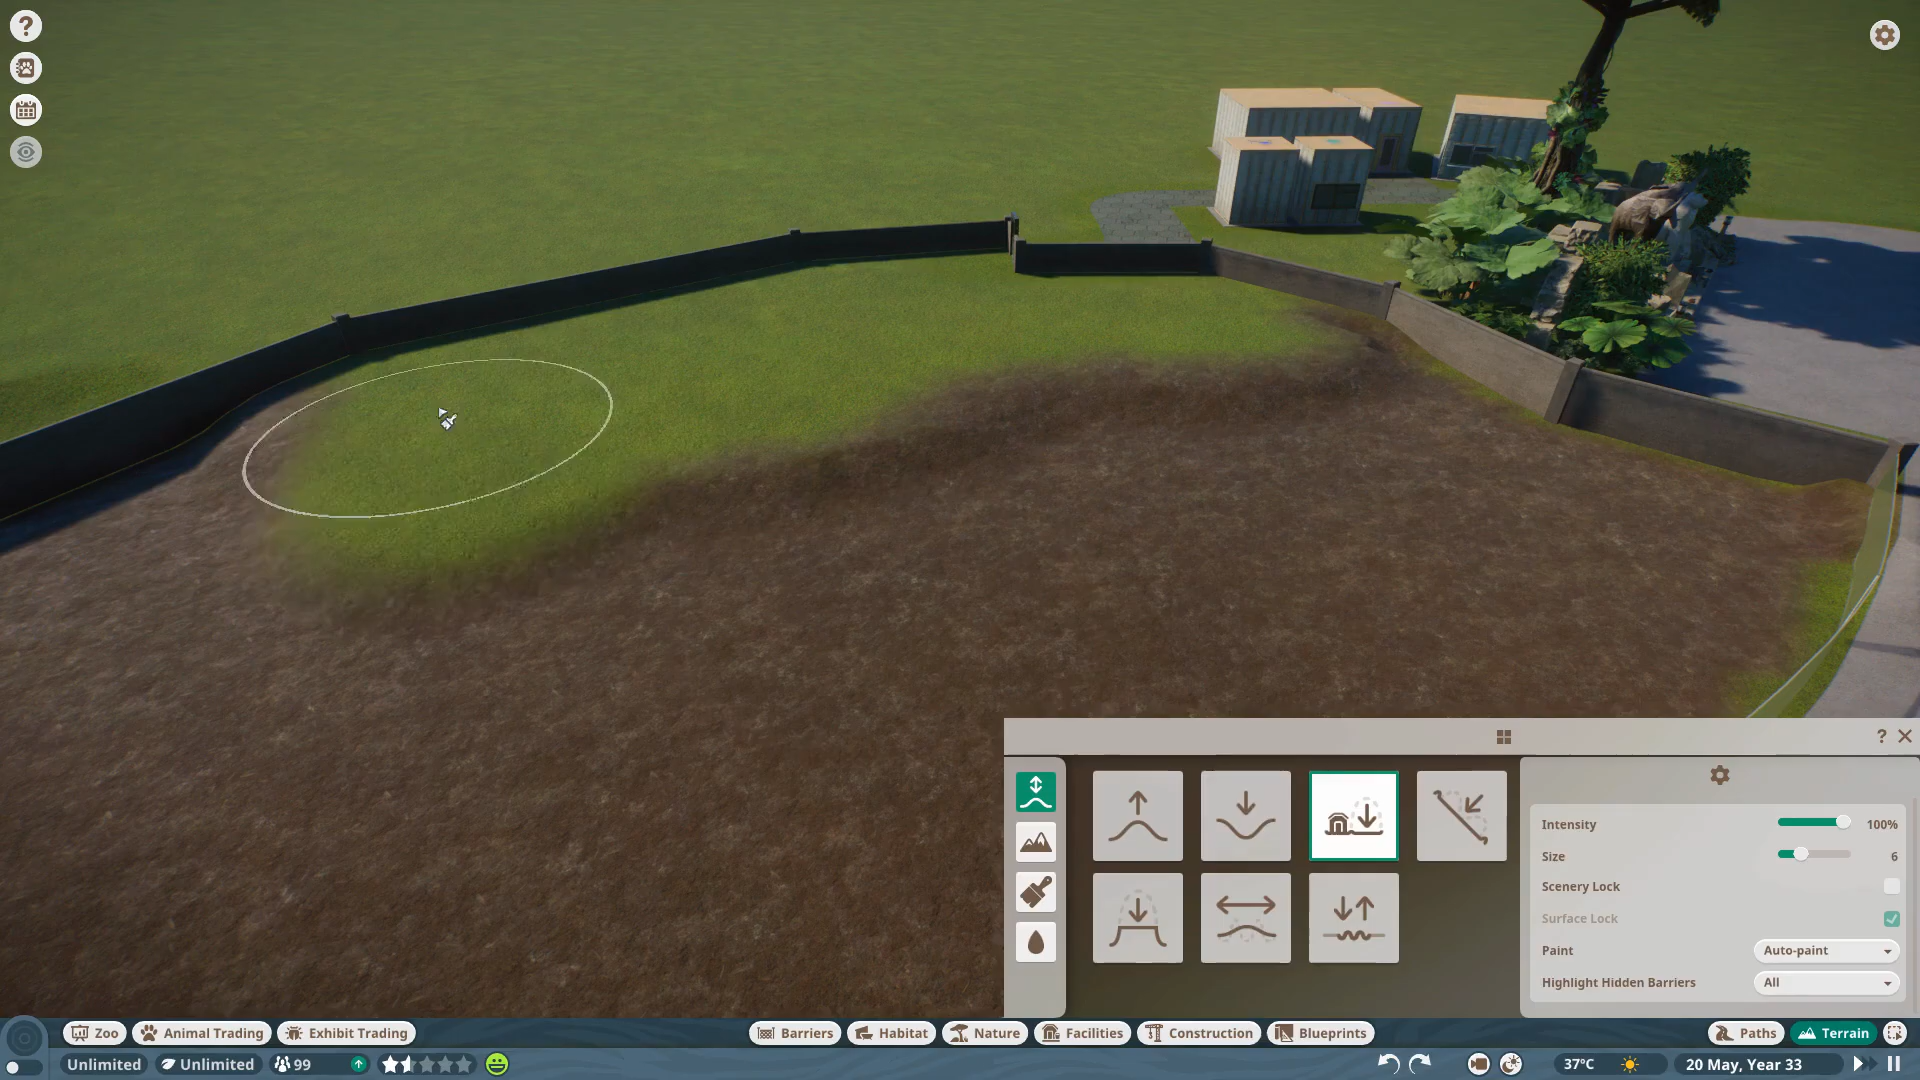 ?
? ×
Intensity 100%
Size 6
Scenery Lock
Surface Lock
Paint Auto-paint
Highlight Hidden Barriers All
Zoo Animal Trading Exhibit Trading Barriers Habitat Nature Facilities Construction Blueprints Paths Terrain
Unlimited Unlimited 99 37°C 20 May, Year 33